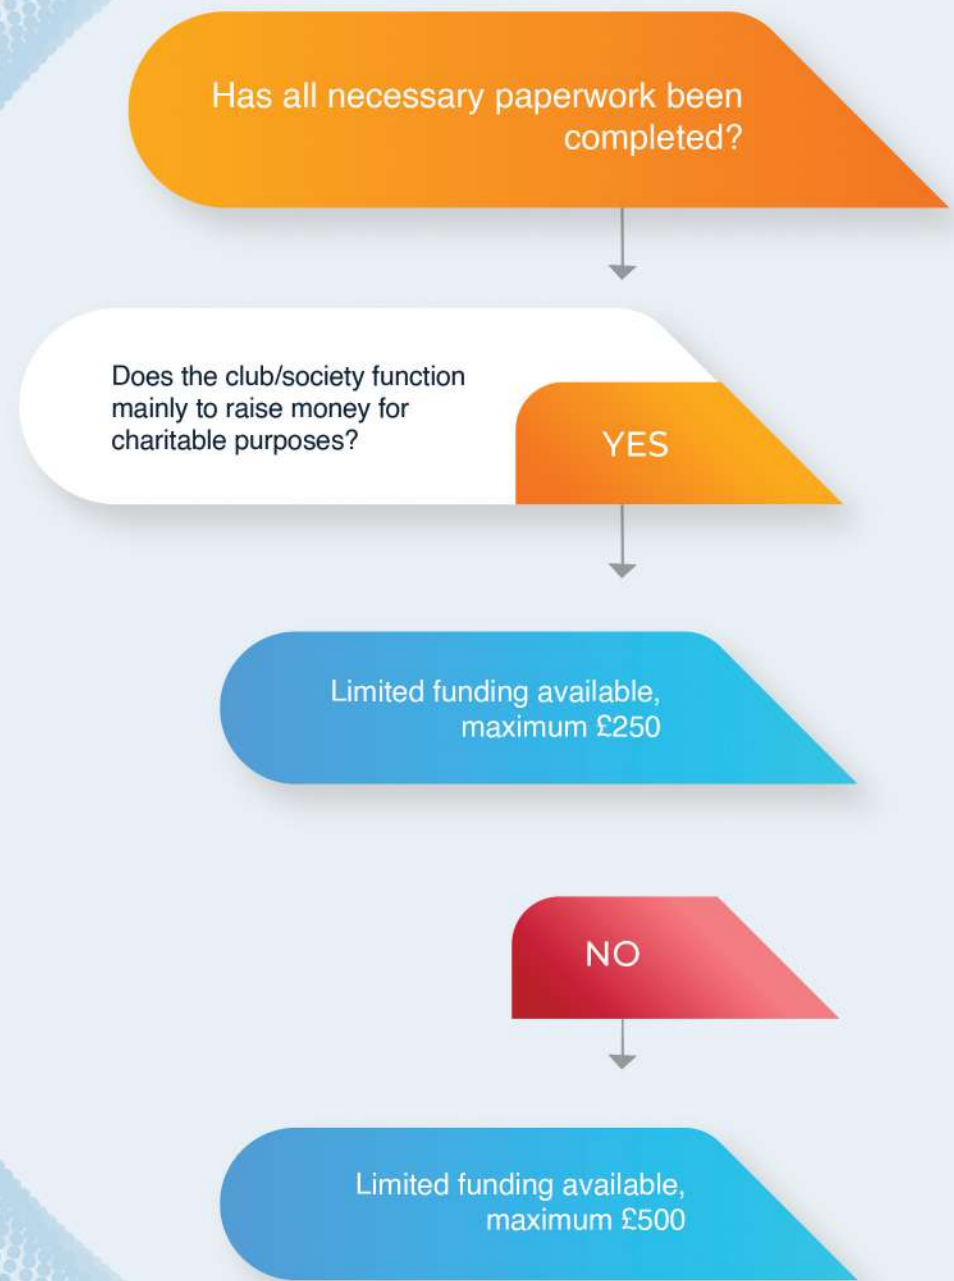 Has all necessary paperwork been
completed?
Does the club/society function
mainly to raise money for
charitable purposes?
YES
Limited funding available,
maximum £250
NO
Limited funding available,
maximum £500